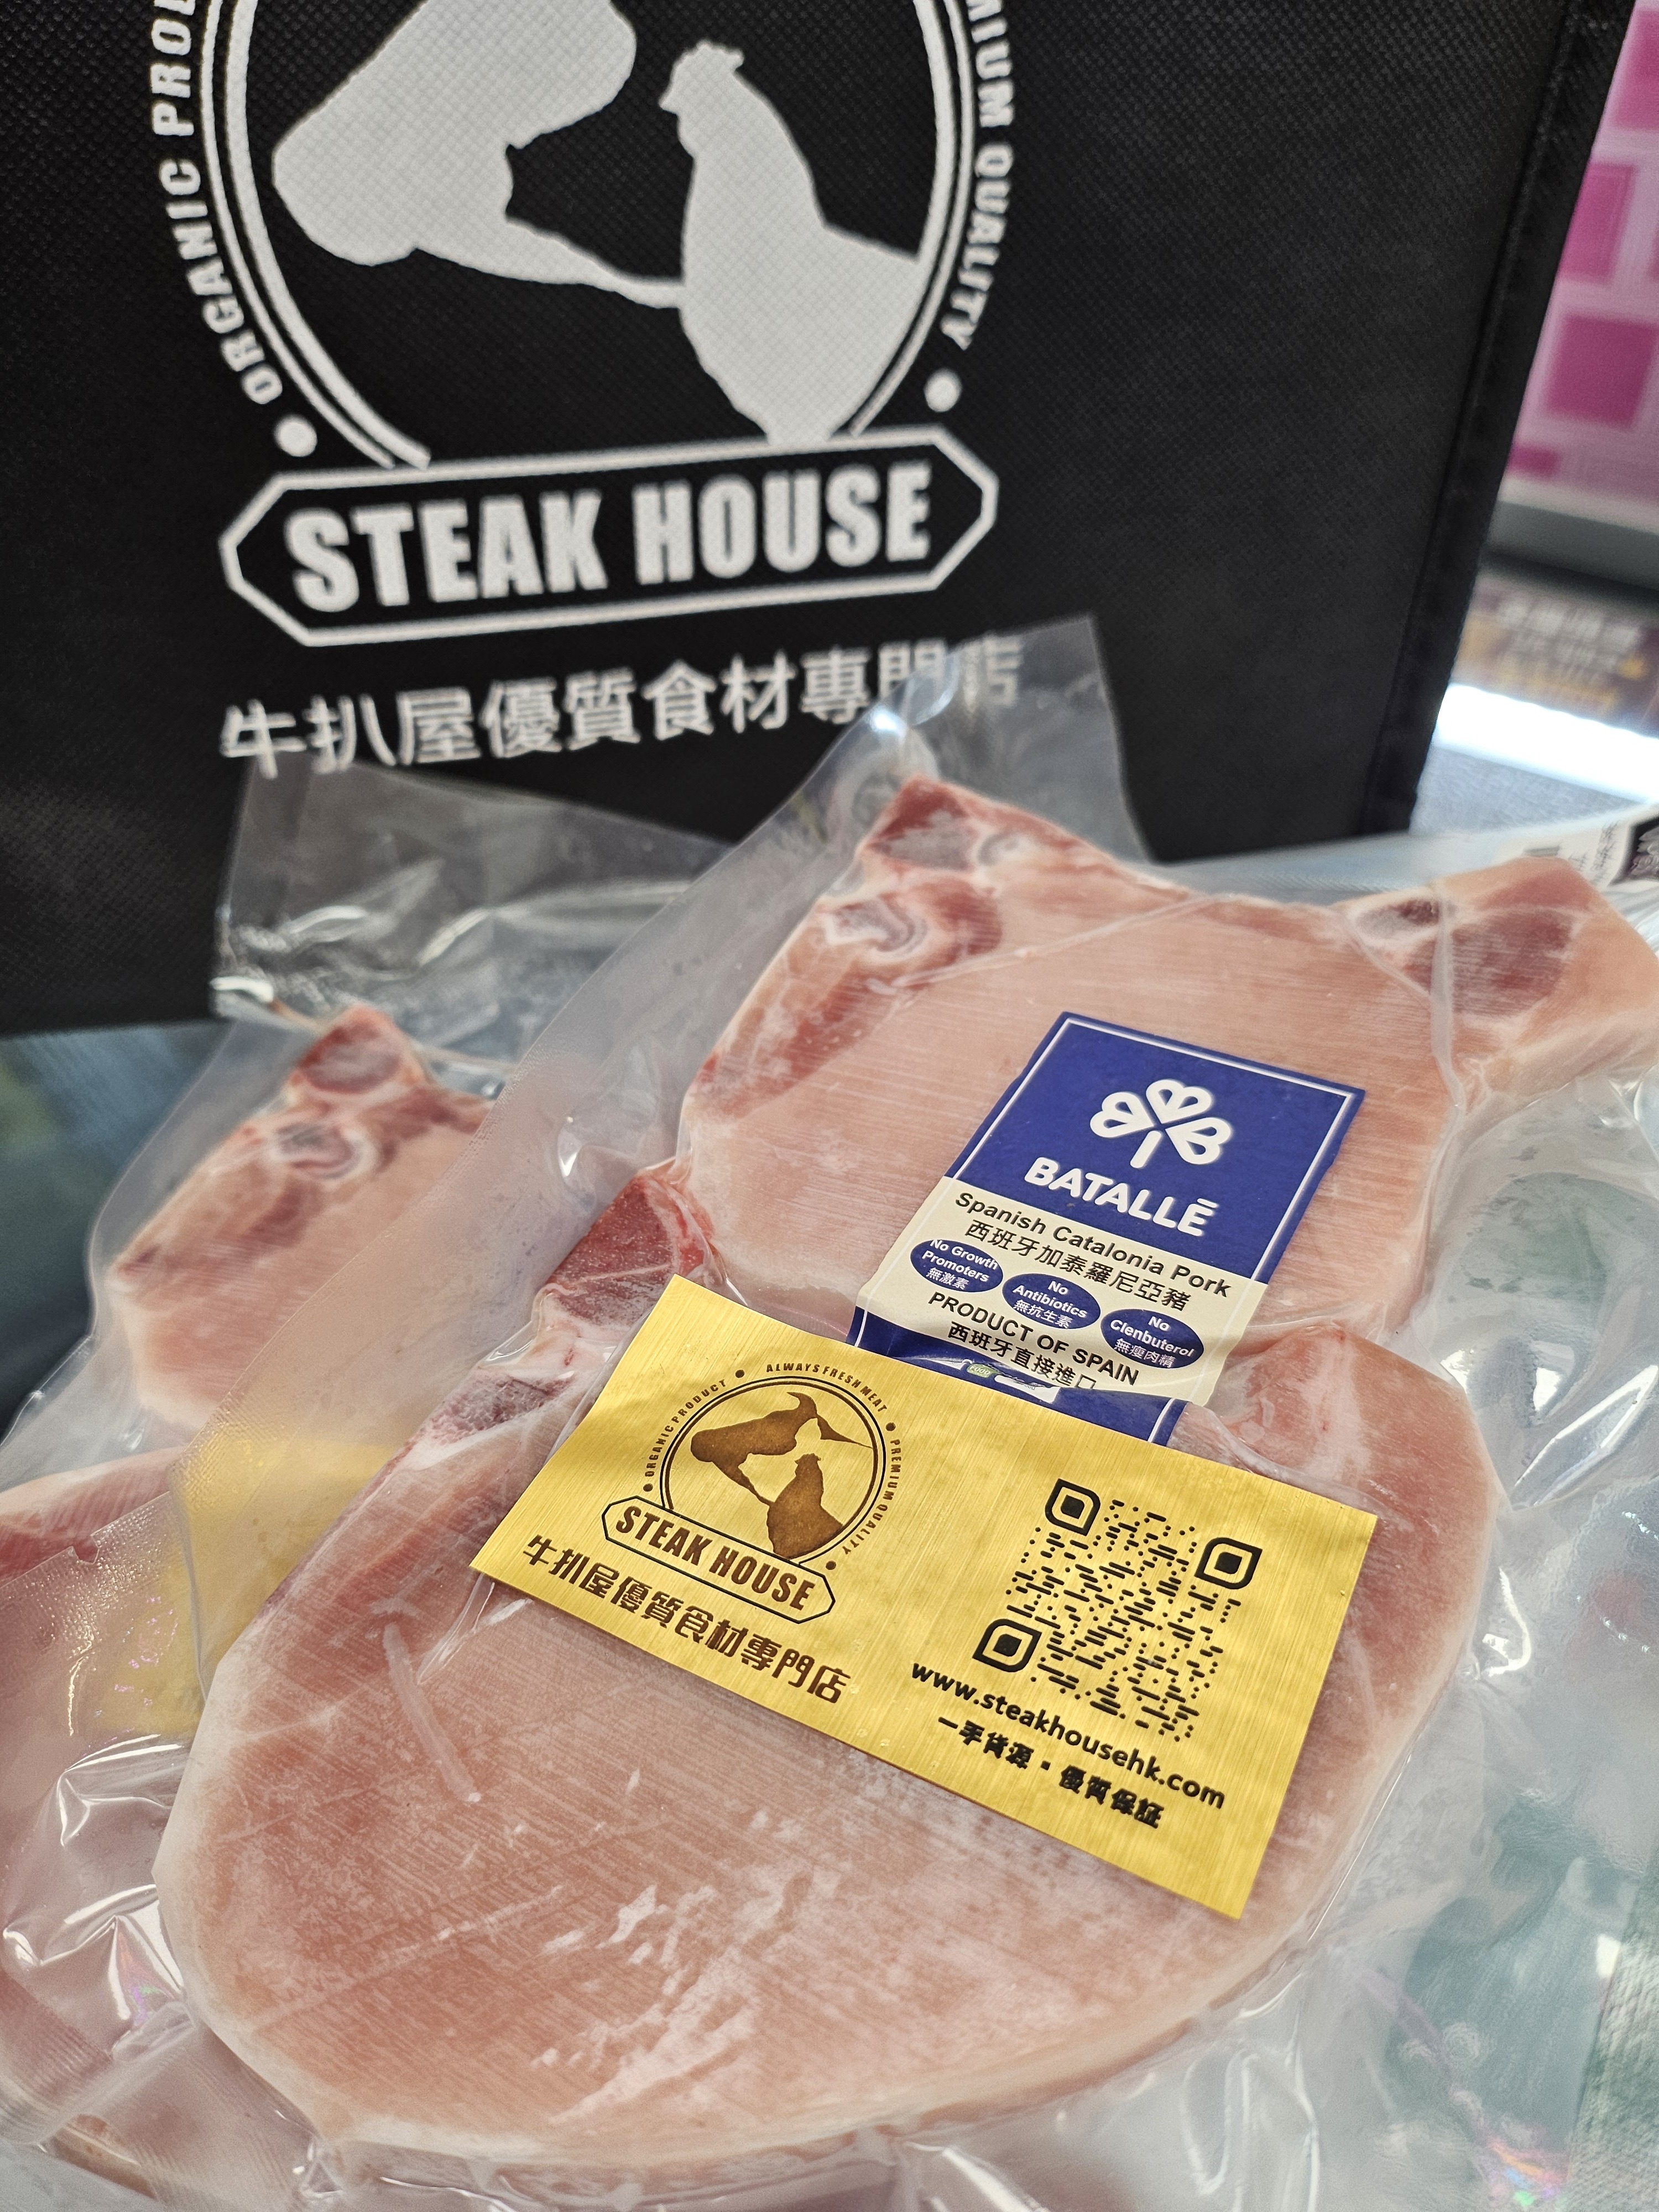 ORGANIC
QUALITY
STEAK HOUSE
牛扒屋優質食材專門店
BATALLĒ
Spanish Catalonia Pork
西班牙加泰羅尼亞豬
No Growth
Promoters
無激素
No
Antibiotics
無抗生素
No
Clenbuterol
無瘦肉精
PRODUCT OF SPAIN
西班牙直接進口
ORGANIC PRODUCT
ALWAYS FRESH MEAT
PREMIUM QUALITY
STEAK HOUSE
牛扒屋優質食材專門店
www.steakhousehk.com
一手貨源·優質保証